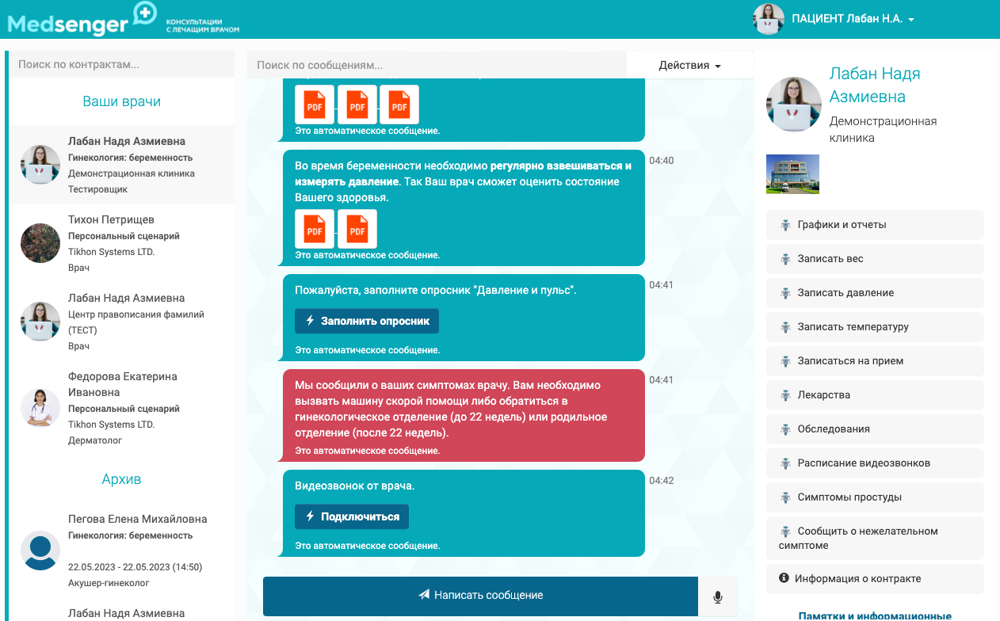 Medsenger
КОНСУЛЬТАЦИИ
С ЛЕЧАЩИМ ВРАЧОМ
ПАЦИЕНТ Лабан Н.А.
Поиск по контрактам...
Ваши врачи
Лабан Надя Азмиевна
Гинекология: беременность
Демонстрационная клиника
Тестировщик
Тихон Петрищев
Персональный сценарий
Tikhon Systems LTD.
Врач
Лабан Надя Азмиевна
Центр правописания фамилий
(ТЕСТ)
Врач
Федорова Екатерина
Ивановна
Персональный сценарий
Tikhon Systems LTD.
Дерматолог
Архив
Пегова Елена Михайловна
Гинекология: беременность
22.05.2023 - 22.05.2023 (14:50)
Акушер-гинеколог
Лабан Надя Азмиевна
Поиск по сообщениям...
Действия
PDF PDF PDF
Это автоматическое сообщение.
Во время беременности необходимо регулярно взвешиваться и
измерять давление. Так Ваш врач сможет оценить состояние
Вашего здоровья.
PDF PDF
Это автоматическое сообщение.
04:40
Пожалуйста, заполните опросник "Давление и пульс".
Заполнить опросник
Это автоматическое сообщение.
04:41
Мы сообщили о ваших симптомах врачу. Вам необходимо
вызвать машину скорой помощи либо обратиться в
гинекологическое отделение (до 22 недель) или родильное
отделение (после 22 недель).
Это автоматическое сообщение.
04:41
Видеозвонок от врача.
Подключиться
Это автоматическое сообщение.
04:42
Написать сообщение
Лабан Надя
Азмиевна
Демонстрационная
клиника
Графики и отчеты
Записать вес
Записать давление
Записать температуру
Записаться на прием
Лекарства
Обследования
Расписание видеозвонков
Симптомы простуды
Сообщить о нежелательном
симптоме
Информация о контракте
Памятки и информационные